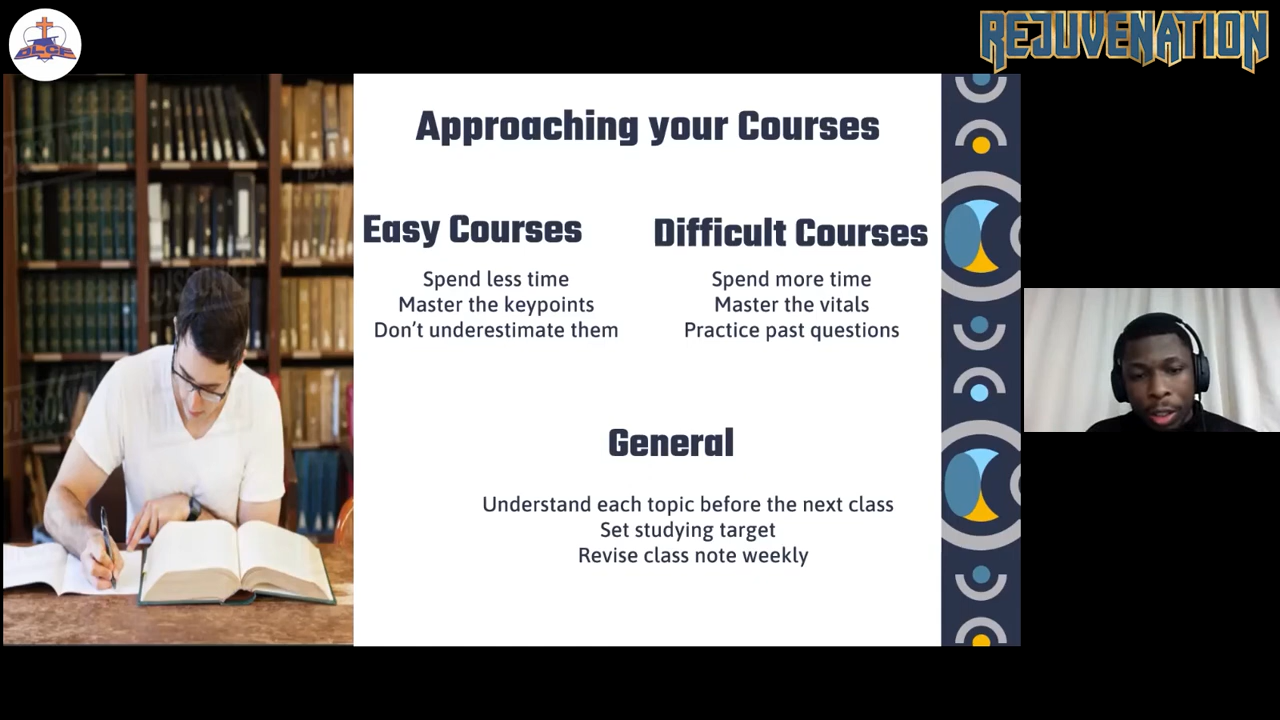 DLCF
REJUVENATION
Approaching your Courses
Easy Courses
Spend less time
Master the keypoints
Don't underestimate them
Difficult Courses
Spend more time
Master the vitals
Practice past questions
General
Understand each topic before the next class
Set studying target
Revise class note weekly